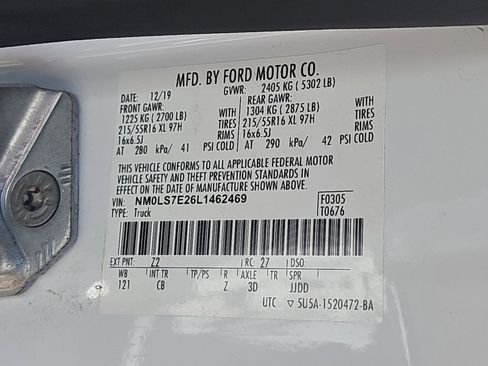 MFD. BY FORD MOTOR CO.
DATE: 12/19 GVWR: 2405 KG ( 5302 LB)
FRONT GAWR: REAR GAWR:
1225 KG ( 2700 LB) WITH 1304 KG ( 2875 LB) WITH
215/55R16 XL 97H TIRES 215/55R16 XL 97H TIRES
16x6.5J RIMS 16x6.5J RIMS
AT 280 kPa/ 41 PSI COLD AT 290 kPa/ 42 PSI COLD
THIS VEHICLE CONFORMS TO ALL APPLICABLE FEDERAL MOTOR
VEHICLE SAFETY AND THEFT PREVENTION STANDARDS IN
EFFECT ON THE DATE OF MANUFACTURE SHOWN ABOVE.
VIN: NM0LS7E26L1462469 F0305
TYPE: Truck T0676
EXT PNT: Z2 RC: 27 DSO:
WB INT TR TP/PS R AXLE TR SPR
121 CB Z 3D JJDD
UTC 5U5A-1520472-BA